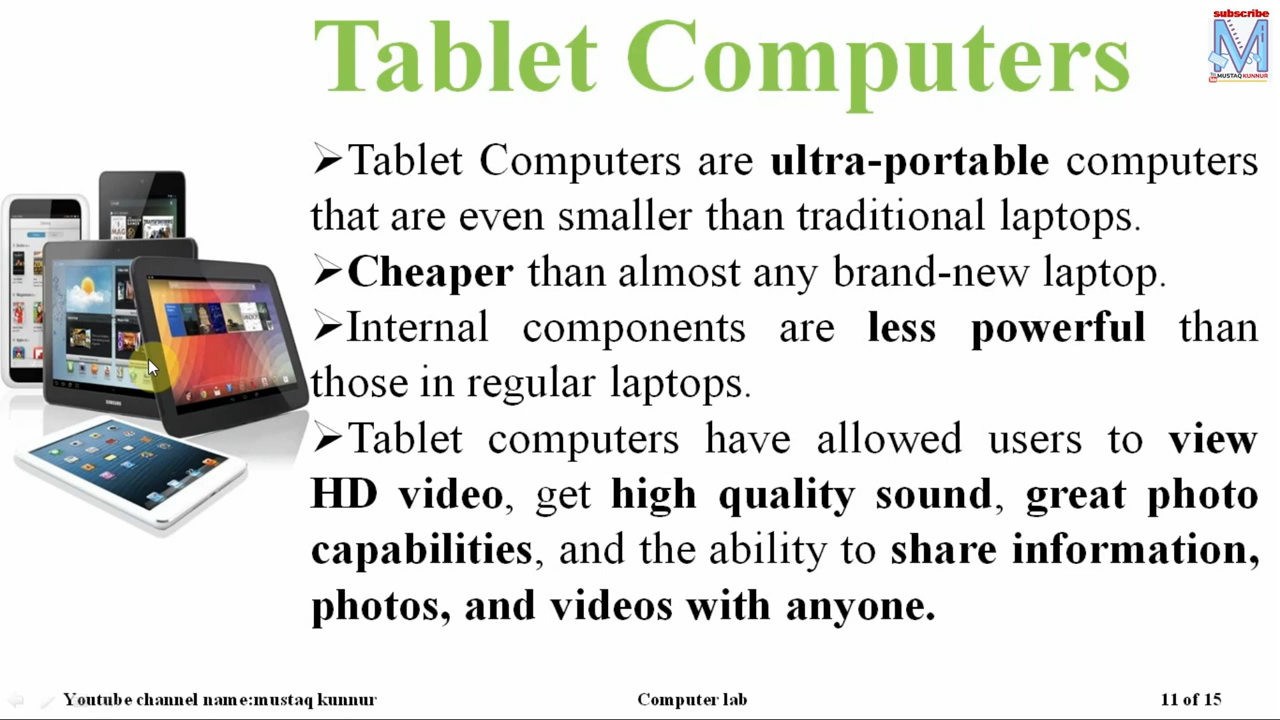 subscribe
Tablet Computers
M
MUSTAQ KUNNUR
➢Tablet Computers are ultra-portable computers
that are even smaller than traditional laptops.
➢Cheaper than almost any brand-new laptop.
➢Internal components are less powerful than
those in regular laptops.
➢Tablet computers have allowed users to view
HD video, get high quality sound, great photo
capabilities, and the ability to share information,
photos, and videos with anyone.
SAMSUNG
Youtube channel name:mustaq kunnur
Computer lab
11 of 15